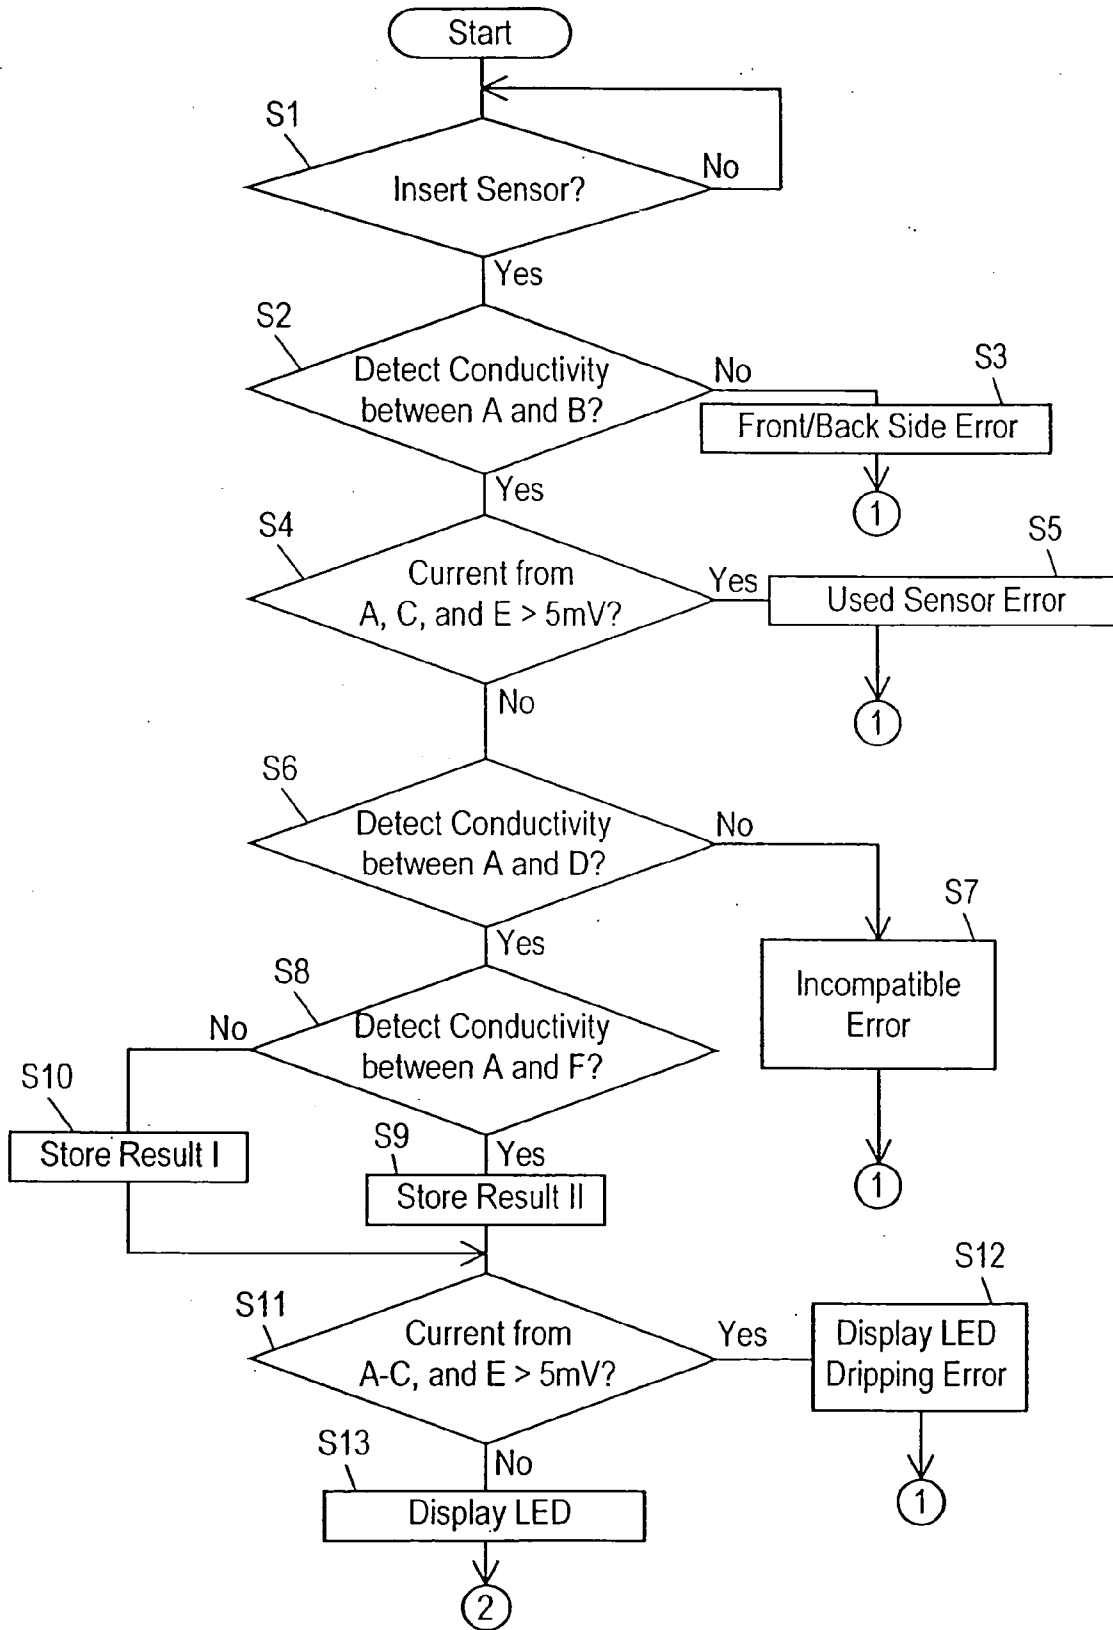 Start
S1
Insert Sensor?
No
Yes
S2
Detect Conductivity
between A and B?
No
S3
Front/Back Side Error
1
Yes
S4
Current from
A, C, and E > 5mV?
Yes
S5
Used Sensor Error
1
No
S6
Detect Conductivity
between A and D?
No
S7
Incompatible
Error
1
Yes
S8
Detect Conductivity
between A and F?
No
S10
Store Result I
Yes
S9
Store Result II
S11
Current from
A-C, and E > 5mV?
Yes
S12
Display LED
Dripping Error
1
No
S13
Display LED
2